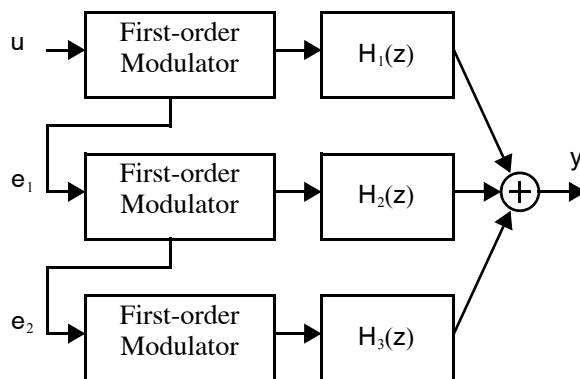 u
First-order
Modulator
H₁(z)
y
e₁
First-order
Modulator
H₂(z)
+
e₂
First-order
Modulator
H₃(z)